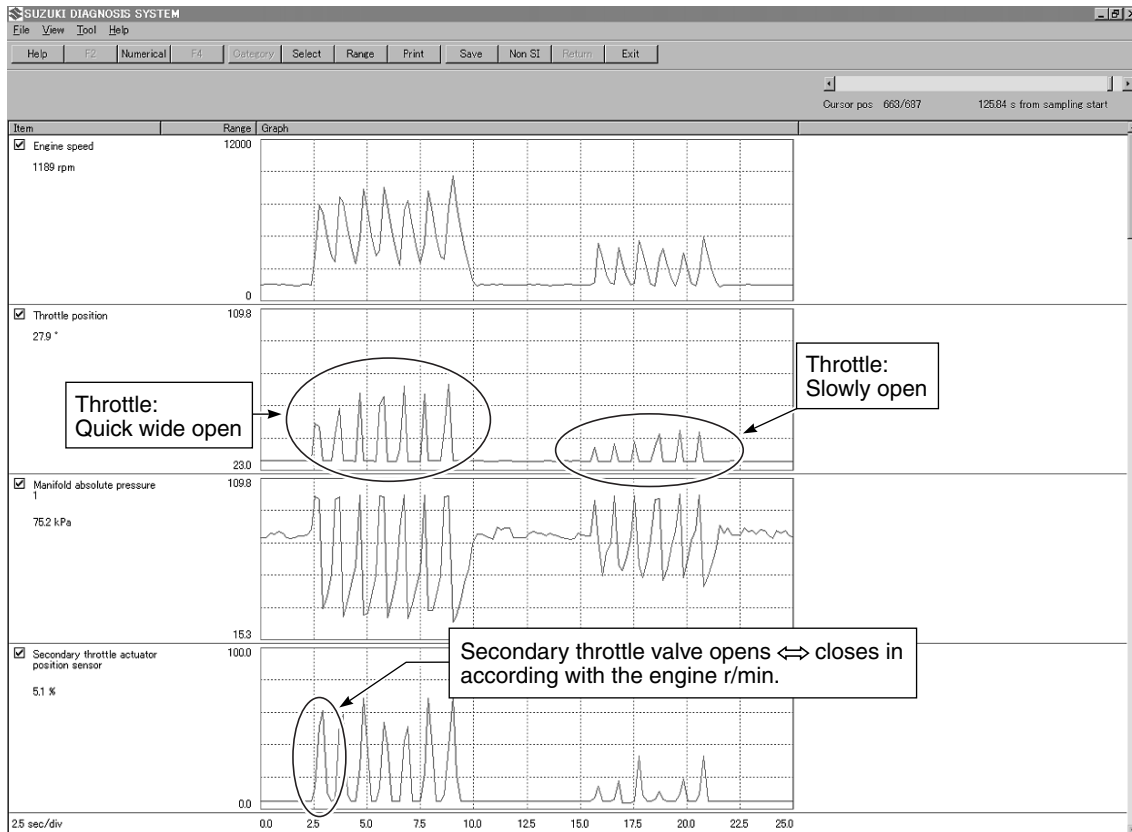 SUZUKI DIAGNOSIS SYSTEM
File View Tool Help
Help F2 Numerical F4 Category Select Range Print Save Non SI Return Exit
Cursor pos 663/687 125.84 s from sampling start
Item Range Graph
Engine speed 12000
1189 rpm
0
Throttle position 109.8
27.9 °
Throttle:
Slowly open
Throttle:
Quick wide open
23.0
Manifold absolute pressure 109.8
1
75.2 kPa
15.3
Secondary throttle valve opens ⇔ closes in
according with the engine r/min.
Secondary throttle actuator 100.0
position sensor
5.1 %
0.0
2.5 sec/div 0.0 2.5 5.0 7.5 10.0 12.5 15.0 17.5 20.0 22.5 25.0